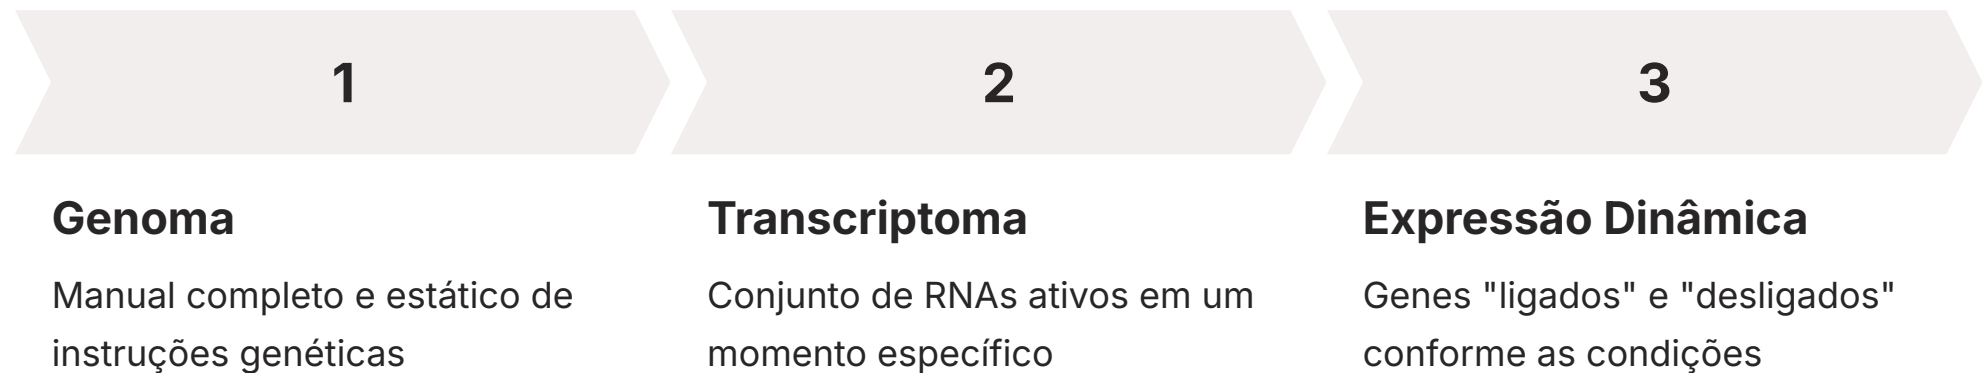 1
Genoma
Manual completo e estático de
instruções genéticas
2
Transcriptoma
Conjunto de RNAs ativos em um
momento específico
3
Expressão Dinâmica
Genes "ligados" e "desligados"
conforme as condições